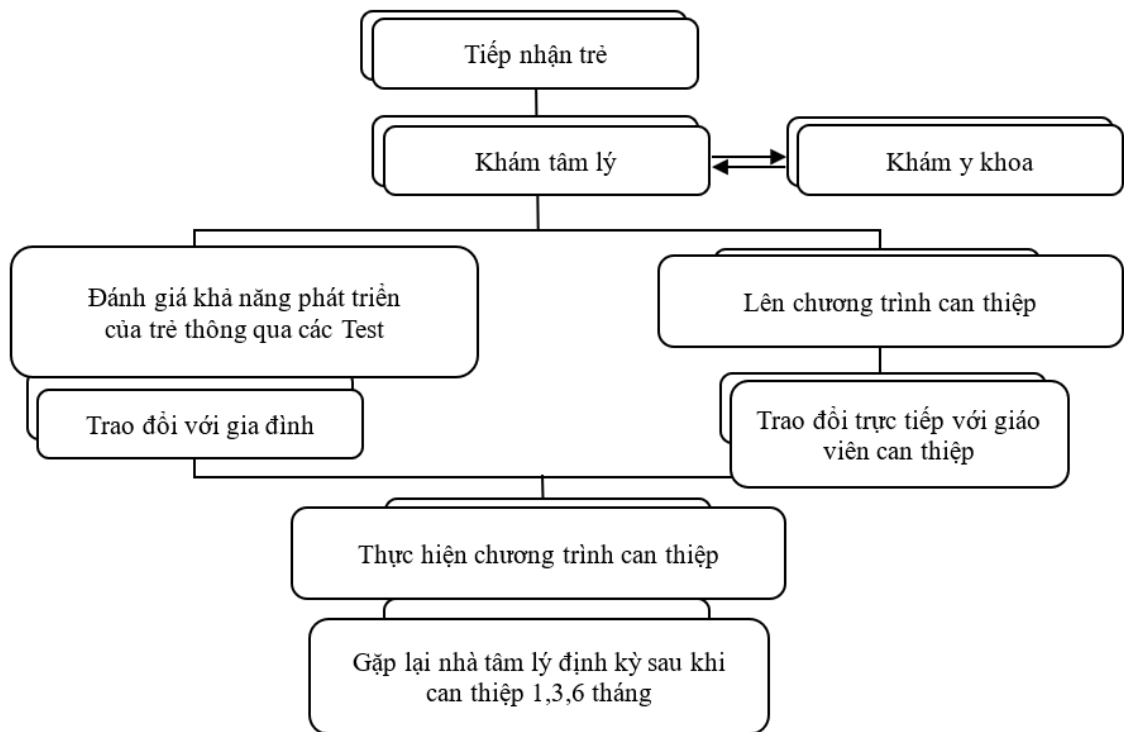 Tiếp nhận trẻ
Khám tâm lý
Khám y khoa
Đánh giá khả năng phát triển
của trẻ thông qua các Test
Lên chương trình can thiệp
Trao đổi với gia đình
Trao đổi trực tiếp với giáo
viên can thiệp
Thực hiện chương trình can thiệp
Gặp lại nhà tâm lý định kỳ sau khi
can thiệp 1,3,6 tháng